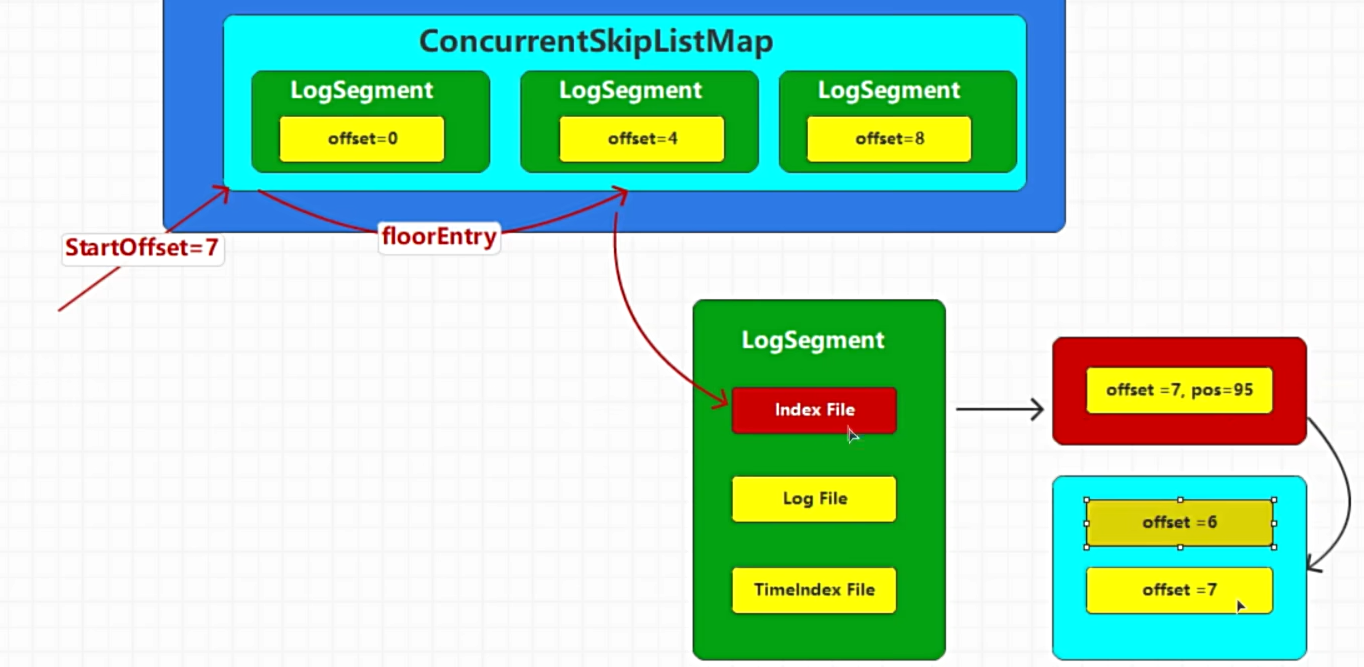 ConcurrentSkipListMap
LogSegment
LogSegment
LogSegment
offset=0
offset=4
offset=8
StartOffset=7
floorEntry
LogSegment
Index File
Log File
TimeIndex File
offset =7, pos=95
offset =6
offset =7